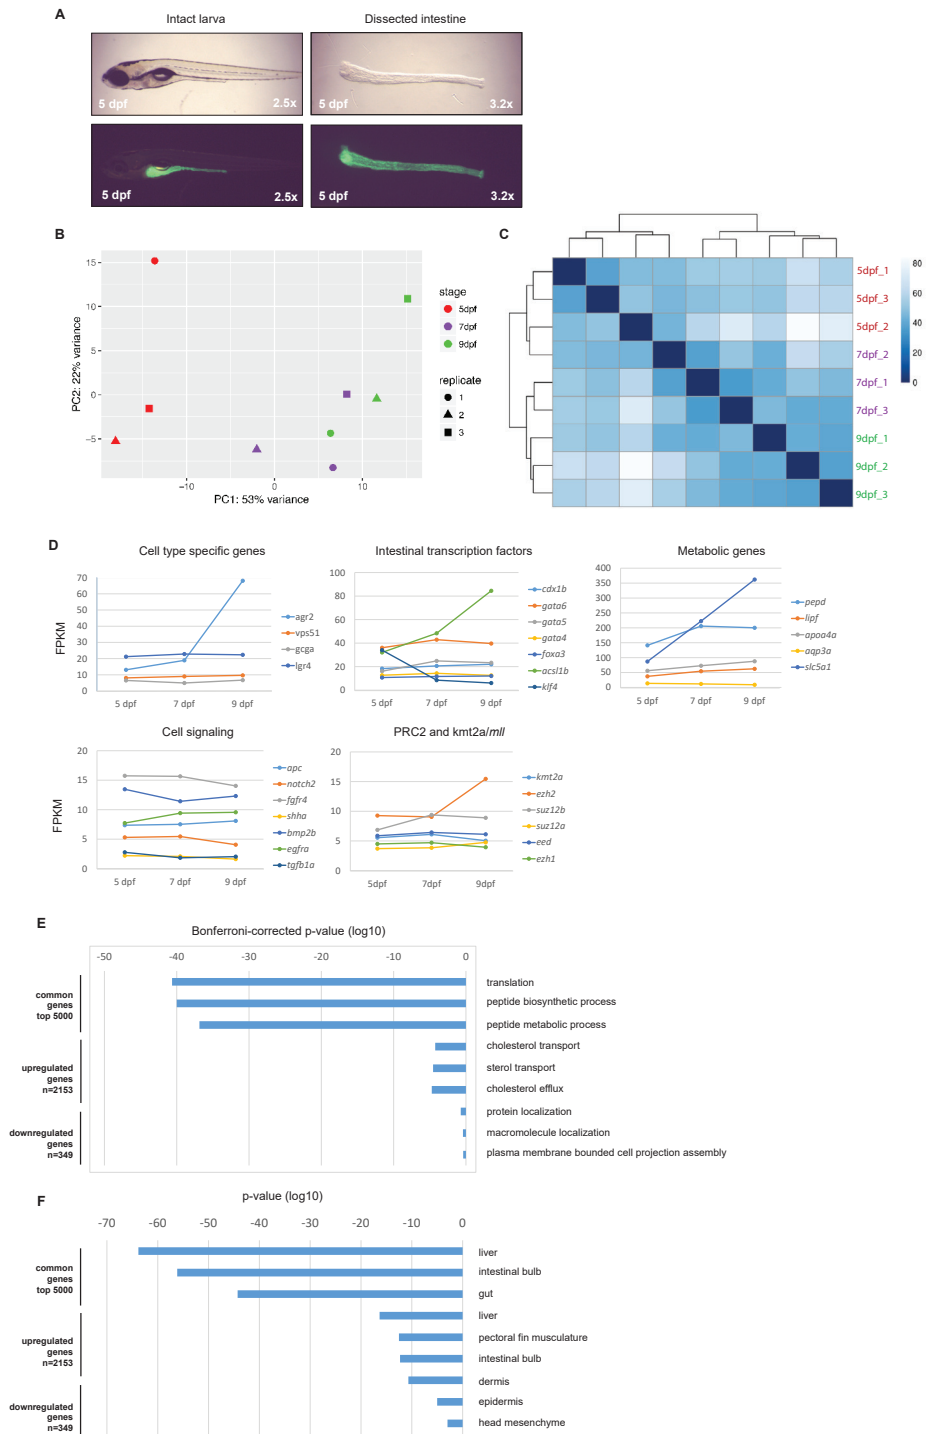 A
Intact larva
Dissected intestine
5 dpf
2.5x
5 dpf
3.2x
5 dpf
2.5x
5 dpf
3.2x
B
15
10
5
0
−5
−10
0
10
PC2: 22% variance
PC1: 53% variance
stage
5dpf
7dpf
9dpf
replicate
1
2
3
C
5dpf_1
5dpf_3
5dpf_2
7dpf_2
7dpf_1
7dpf_3
9dpf_1
9dpf_2
9dpf_3
80
60
40
20
0
D
Cell type specific genes
FPKM
70
60
50
40
30
20
10
0
5 dpf
7 dpf
9 dpf
agr2
vps51
gcga
lgr4
Intestinal transcription factors
100
80
60
40
20
0
5 dpf
7 dpf
9 dpf
cdx1b
gata6
gata5
gata4
foxa3
acsl1b
klf4
Metabolic genes
400
350
300
250
200
150
100
50
0
5 dpf
7 dpf
9 dpf
pepd
lipf
apoa4a
aqp3a
slc5a1
Cell signaling
FPKM
20
15
10
5
0
5 dpf
7 dpf
9 dpf
apc
notch2
fgfr4
shha
bmp2b
egfra
tgfb1a
PRC2 and kmt2a/mll
20
15
10
5
0
5dpf
7dpf
9dpf
kmt2a
ezh2
suz12b
suz12a
eed
ezh1
E
Bonferroni-corrected p-value (log10)
-50 -40 -30 -20 -10 0
common
genes
top 5000
translation
peptide biosynthetic process
peptide metabolic process
upregulated
genes
n=2153
cholesterol transport
sterol transport
cholesterol efflux
downregulated
genes
n=349
protein localization
macromolecule localization
plasma membrane bounded cell projection assembly
F
p-value (log10)
-70 -60 -50 -40 -30 -20 -10 0
common
genes
top 5000
liver
intestinal bulb
gut
upregulated
genes
n=2153
liver
pectoral fin musculature
intestinal bulb
downregulated
genes
n=349
dermis
epidermis
head mesenchyme